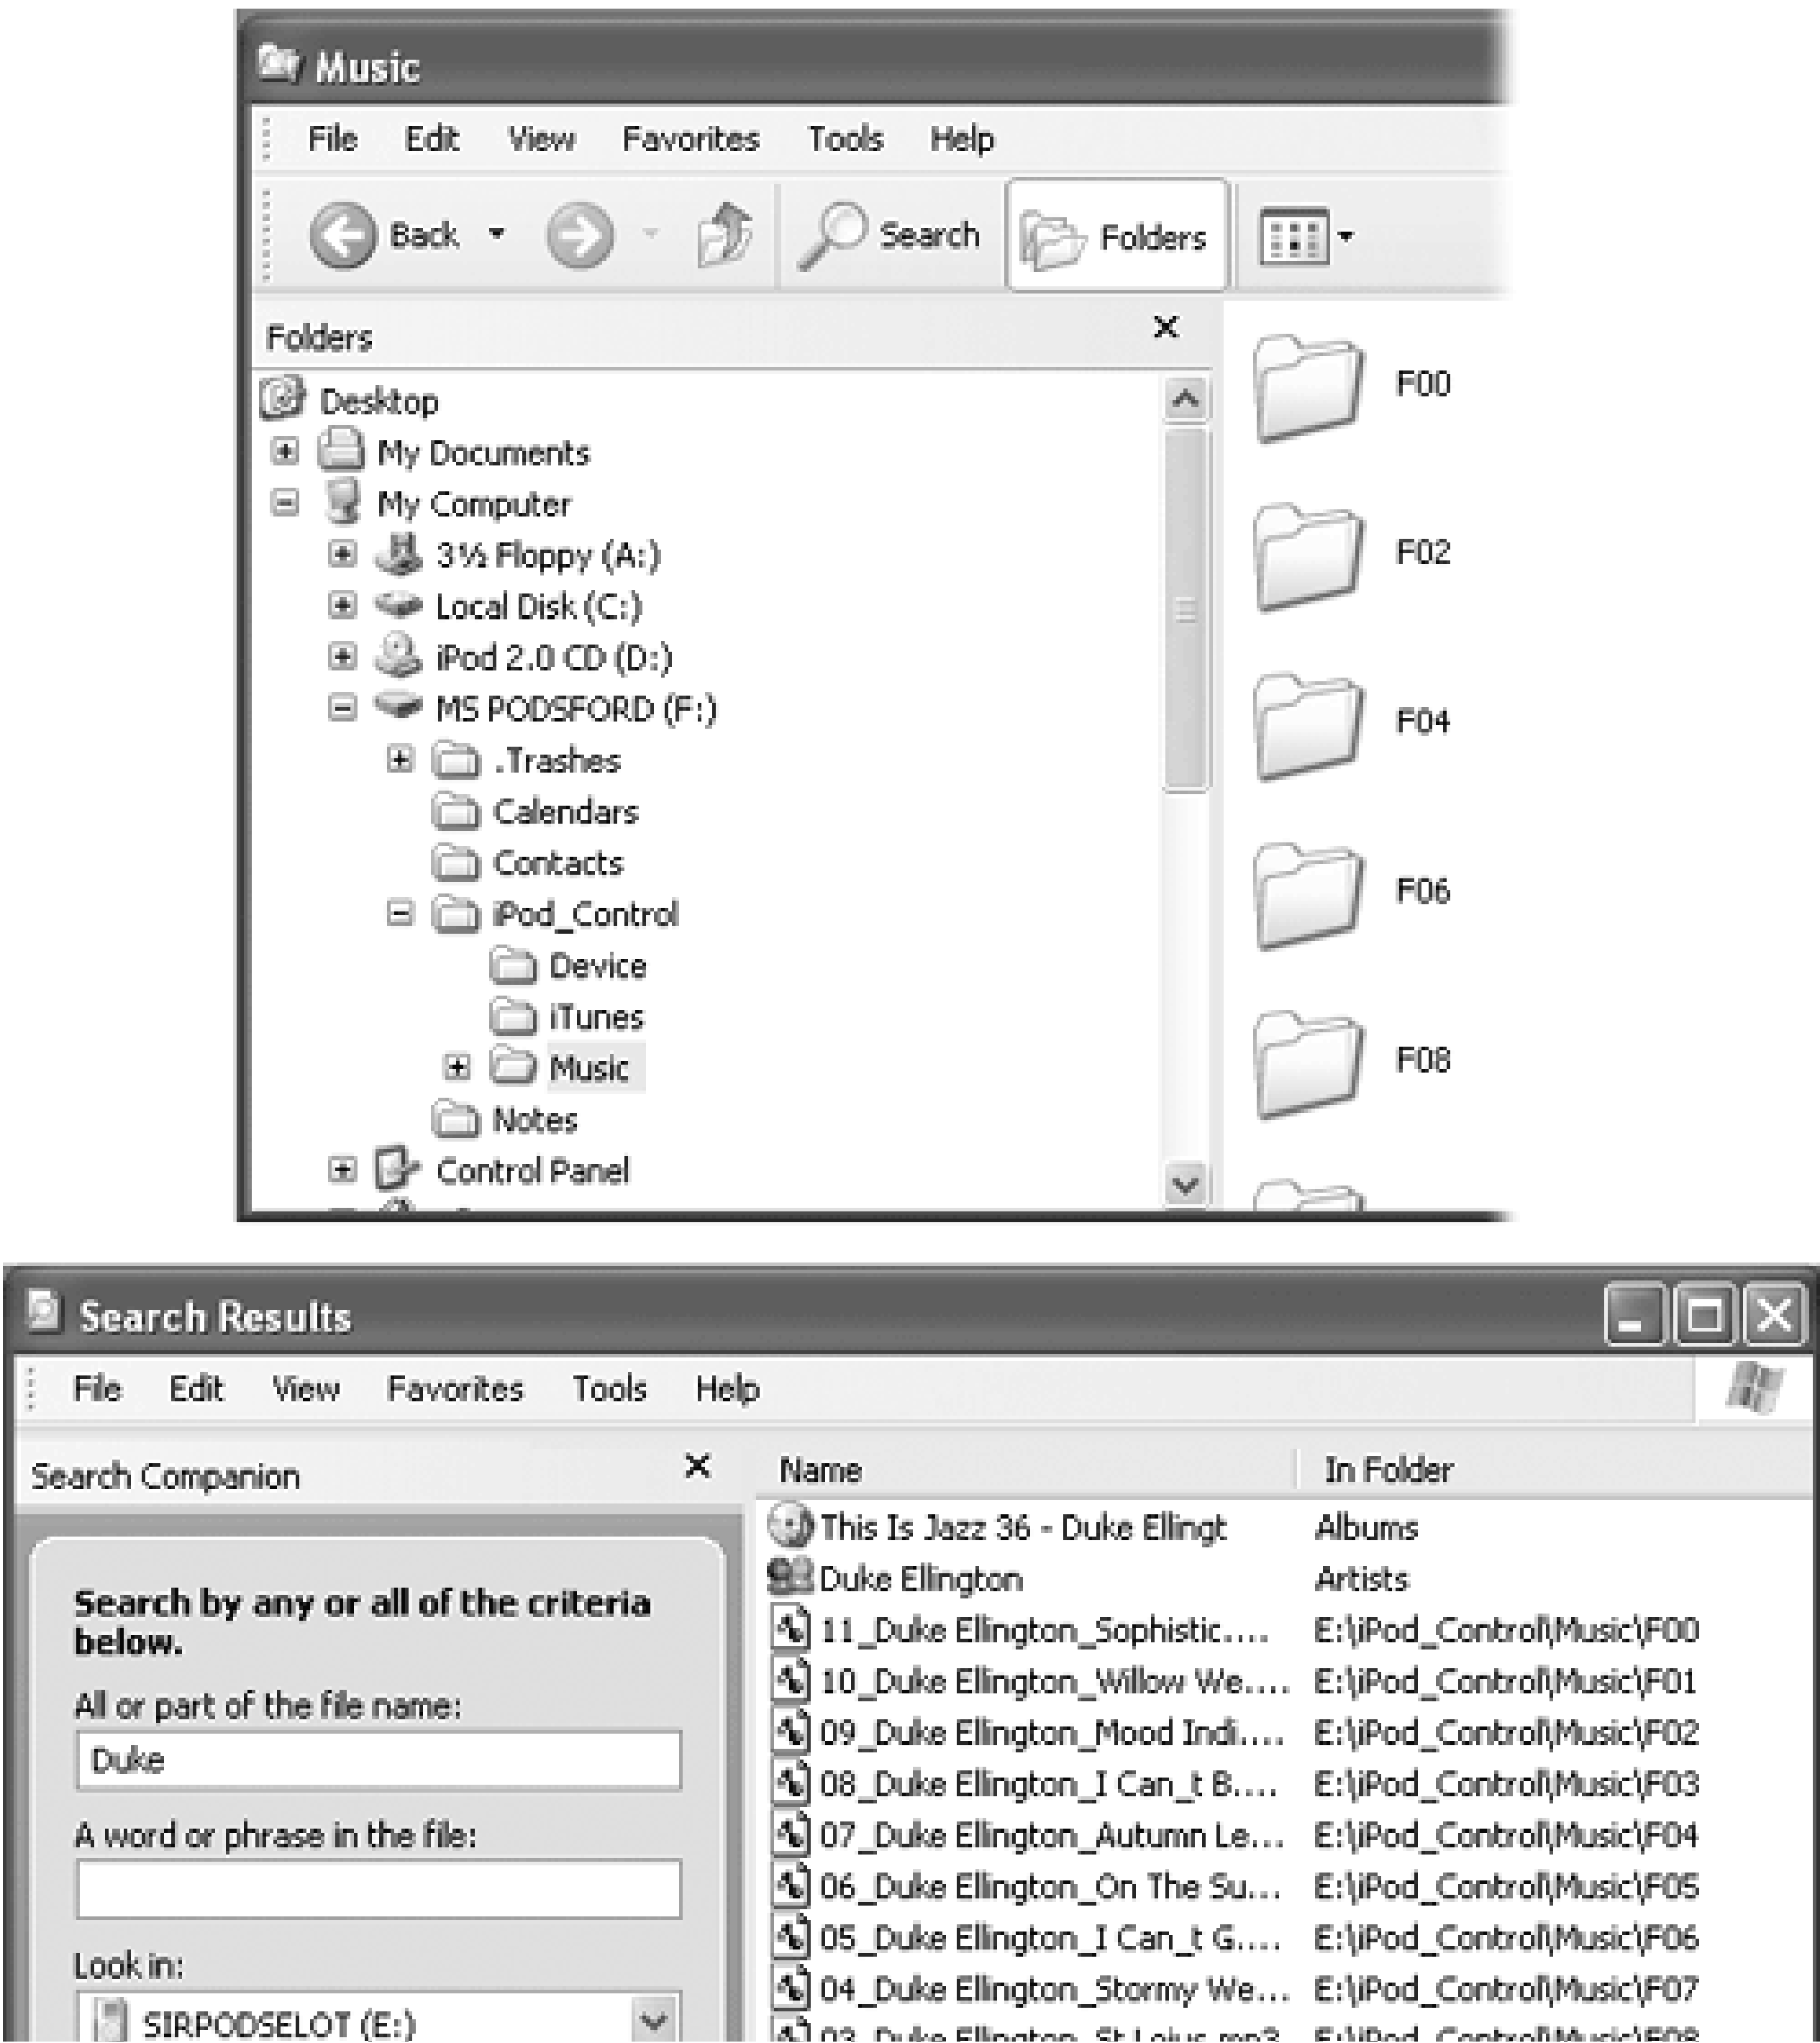 Music
File Edit View Favorites Tools Help
Back Search Folders
Folders
Desktop
My Documents
My Computer
3½ Floppy (A:)
Local Disk (C:)
iPod 2.0 CD (D:)
MS PODSFORD (F:)
.Trashes
Calendars
Contacts
iPod_Control
Device
iTunes
Music
Notes
Control Panel
F00
F02
F04
F06
F08
Search Results
File Edit View Favorites Tools Help
Search Companion
Search by any or all of the criteria
below.
All or part of the file name:
Duke
A word or phrase in the file:
Look in:
SIRPODSELOT (E:)
Name In Folder
This Is Jazz 36 - Duke Ellingt Albums
Duke Ellington Artists
11_Duke Ellington_Sophistic.... E:\iPod_Control\Music\F00
10_Duke Ellington_Willow We.... E:\iPod_Control\Music\F01
09_Duke Ellington_Mood Indi.... E:\iPod_Control\Music\F02
08_Duke Ellington_I Can_t B.... E:\iPod_Control\Music\F03
07_Duke Ellington_Autumn Le... E:\iPod_Control\Music\F04
06_Duke Ellington_On The Su... E:\iPod_Control\Music\F05
05_Duke Ellington_I Can_t G.... E:\iPod_Control\Music\F06
04_Duke Ellington_Stormy We... E:\iPod_Control\Music\F07
03_Duke Ellington_St Loius.mp3 E:\iPod_Control\Music\F08